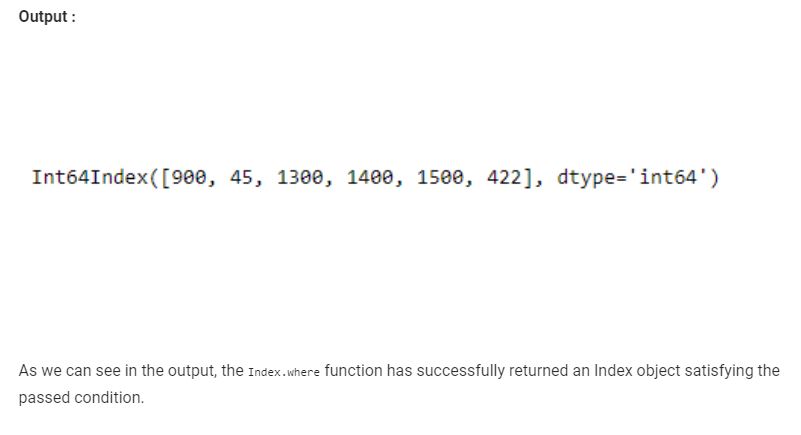 Output :
Int64Index([900, 45, 1300, 1400, 1500, 422], dtype='int64')
As we can see in the output, the Index.where function has successfully returned an Index object satisfying the
passed condition.